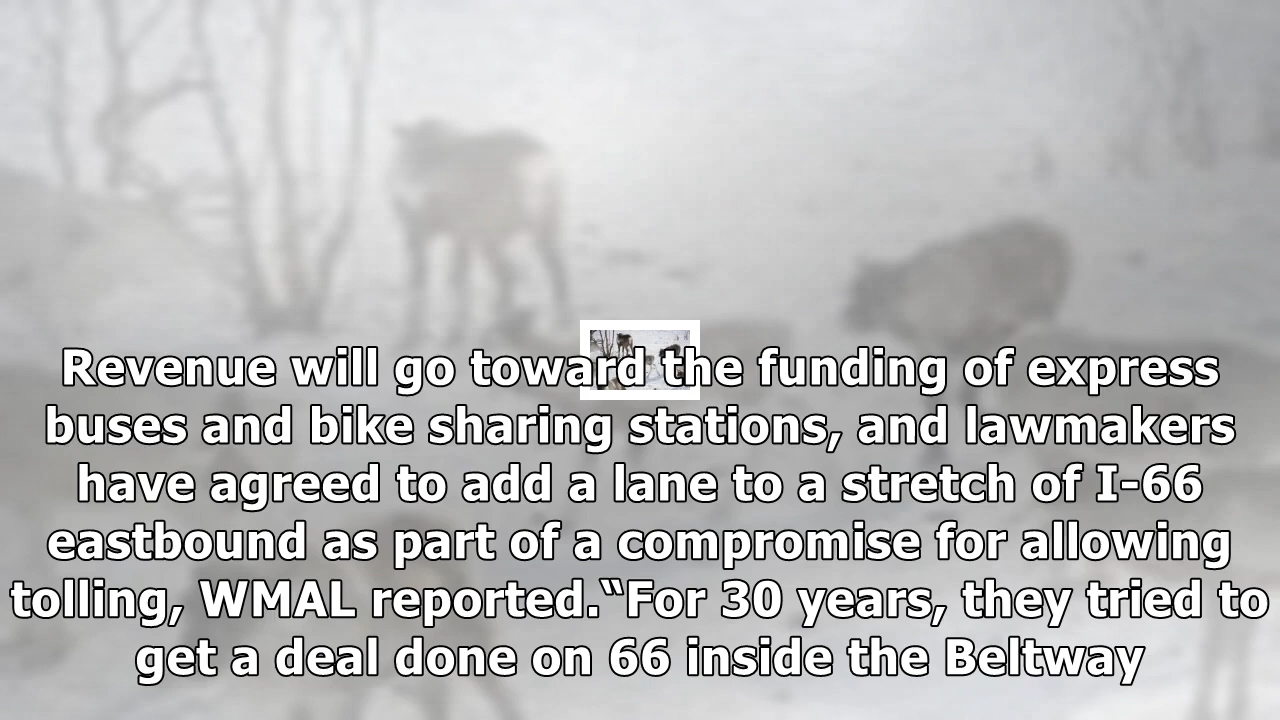 Revenue will go toward the funding of express
buses and bike sharing stations, and lawmakers
have agreed to add a lane to a stretch of I-66
eastbound as part of a compromise for allowing
tolling, WMAL reported.“For 30 years, they tried to
get a deal done on 66 inside the Beltway